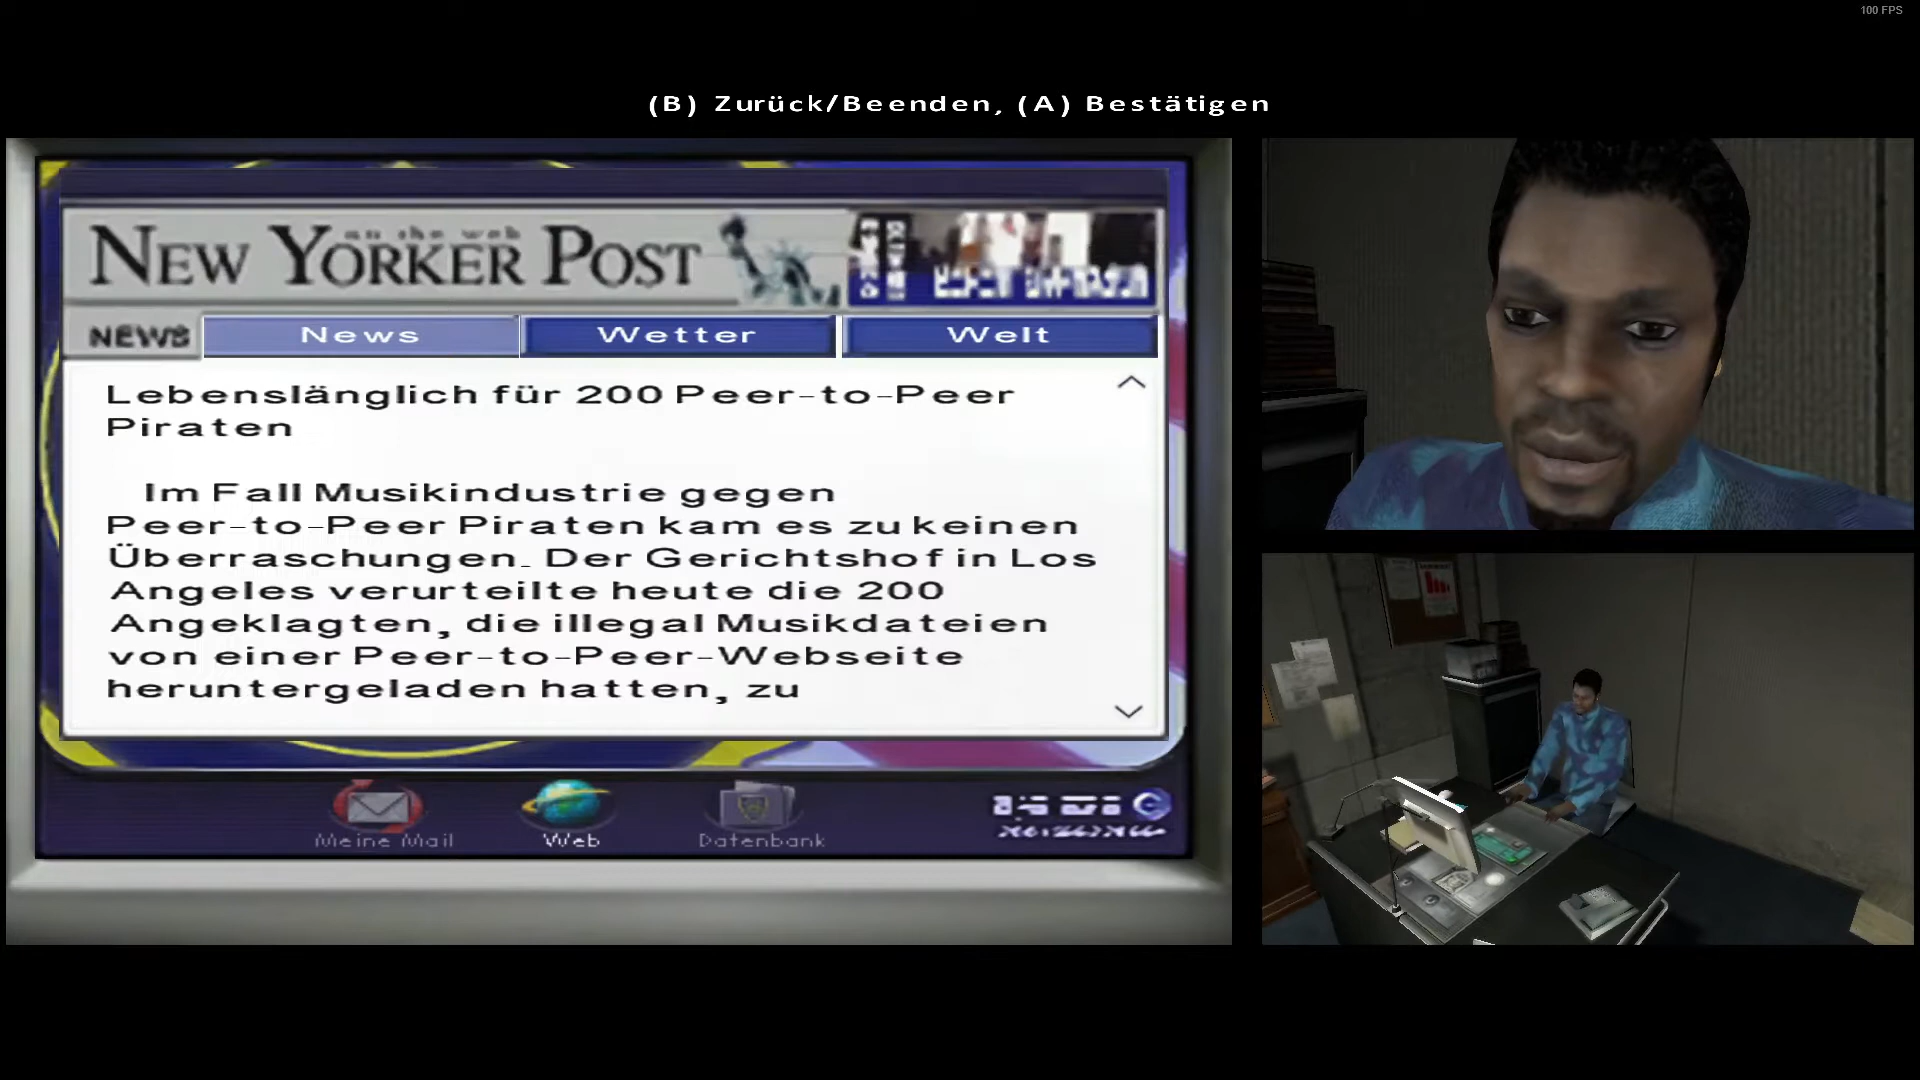 100 FPS
(B) Zurück/Beenden, (A) Bestätigen
on the web
NEW YORKER POST
NEWS
News
Wetter
Welt
Lebenslänglich für 200 Peer-to-Peer
Piraten
Im Fall Musikindustrie gegen
Peer-to-Peer Piraten kam es zu keinen
Überraschungen. Der Gerichtshof in Los
Angeles verurteilte heute die 200
Angeklagten, die illegal Musikdateien
von einer Peer-to-Peer-Webseite
heruntergeladen hatten, zu
Meine Mail
Web
Datenbank